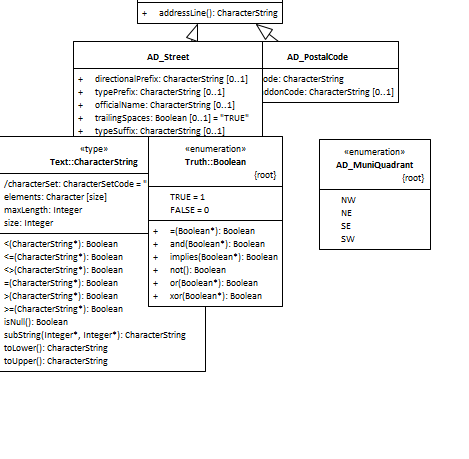 + addressLine(): CharacterString
AD_Street
+ directionalPrefix: CharacterString [0..1]
+ typePrefix: CharacterString [0..1]
+ officialName: CharacterString [0..1]
+ trailingSpaces: Boolean [0..1] = "TRUE"
+ typeSuffix: CharacterString [0..1]
AD_PostalCode
ode: CharacterString
ddonCode: CharacterString [0..1]
«type»
Text::CharacterString
/characterSet: CharacterSetCode = "
elements: Character [size]
maxLength: Integer
size: Integer
<(CharacterString*): Boolean
<=(CharacterString*): Boolean
<>(CharacterString*): Boolean
=(CharacterString*): Boolean
>(CharacterString*): Boolean
>=(CharacterString*): Boolean
isNull(): Boolean
subString(Integer*, Integer*): CharacterString
toLower(): CharacterString
toUpper(): CharacterString
«enumeration»
Truth::Boolean
{root}
TRUE = 1
FALSE = 0
+ =(Boolean*): Boolean
+ and(Boolean*): Boolean
+ implies(Boolean*): Boolean
+ not(): Boolean
+ or(Boolean*): Boolean
+ xor(Boolean*): Boolean
«enumeration»
AD_MuniQuadrant
{root}
NW
NE
SE
SW